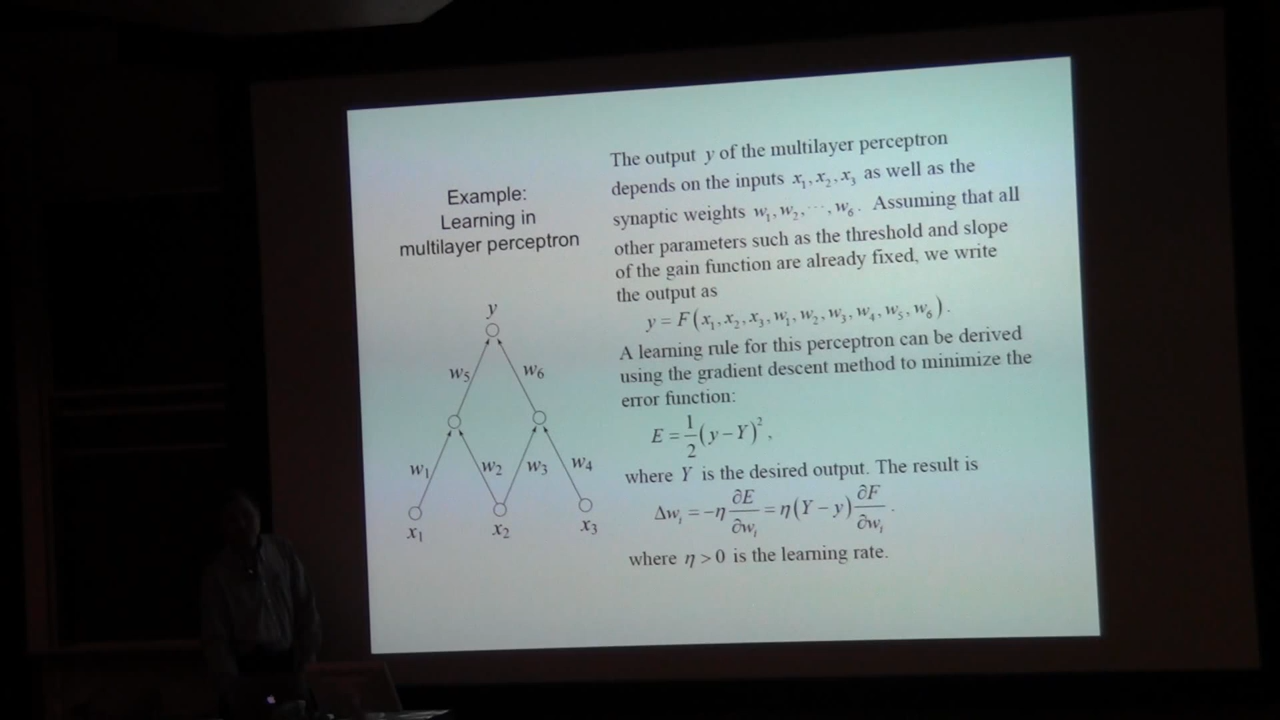 Example:
Learning in
multilayer perceptron
y
w₅ w₆
w₁ w₂ w₃ w₄
x₁ x₂ x₃
The output y of the multilayer perceptron
depends on the inputs x₁, x₂, x₃ as well as the
synaptic weights w₁, w₂, ⋯, w₆. Assuming that all
other parameters such as the threshold and slope
of the gain function are already fixed, we write
the output as
y = F(x₁, x₂, x₃, w₁, w₂, w₃, w₄, w₅, w₆).
A learning rule for this perceptron can be derived
using the gradient descent method to minimize the
error function:
E = 1/2 (y − Y)²,
where Y is the desired output. The result is
Δwᵢ = −η ∂E/∂wᵢ = η(Y − y) ∂F/∂wᵢ.
where η > 0 is the learning rate.